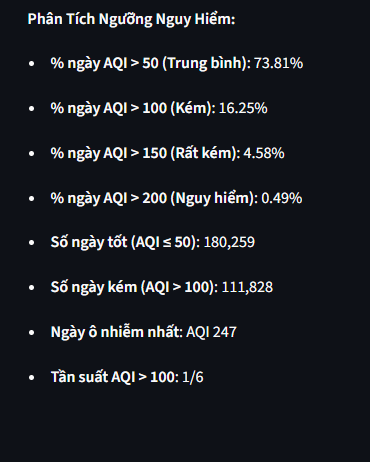 Phân Tích Ngưỡng Nguy Hiểm:
• % ngày AQI > 50 (Trung bình): 73.81%
• % ngày AQI > 100 (Kém): 16.25%
• % ngày AQI > 150 (Rất kém): 4.58%
• % ngày AQI > 200 (Nguy hiểm): 0.49%
• Số ngày tốt (AQI ≤ 50): 180,259
• Số ngày kém (AQI > 100): 111,828
• Ngày ô nhiễm nhất: AQI 247
• Tần suất AQI > 100: 1/6